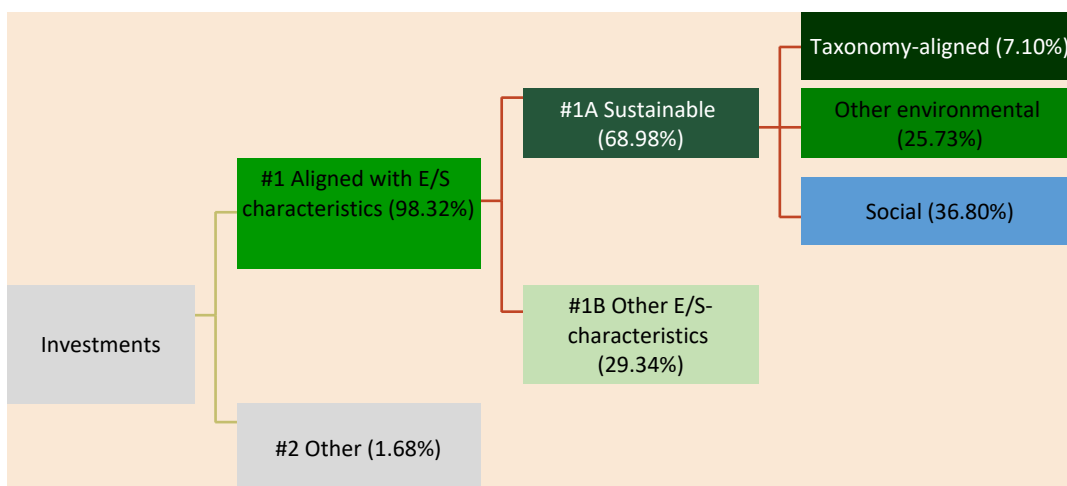 Taxonomy-aligned (7.10%)
#1A Sustainable
(68.98%)
Other environmental
(25.73%)
#1 Aligned with E/S
characteristics (98.32%)
Social (36.80%)
#1B Other E/S-
characteristics
(29.34%)
Investments
#2 Other (1.68%)